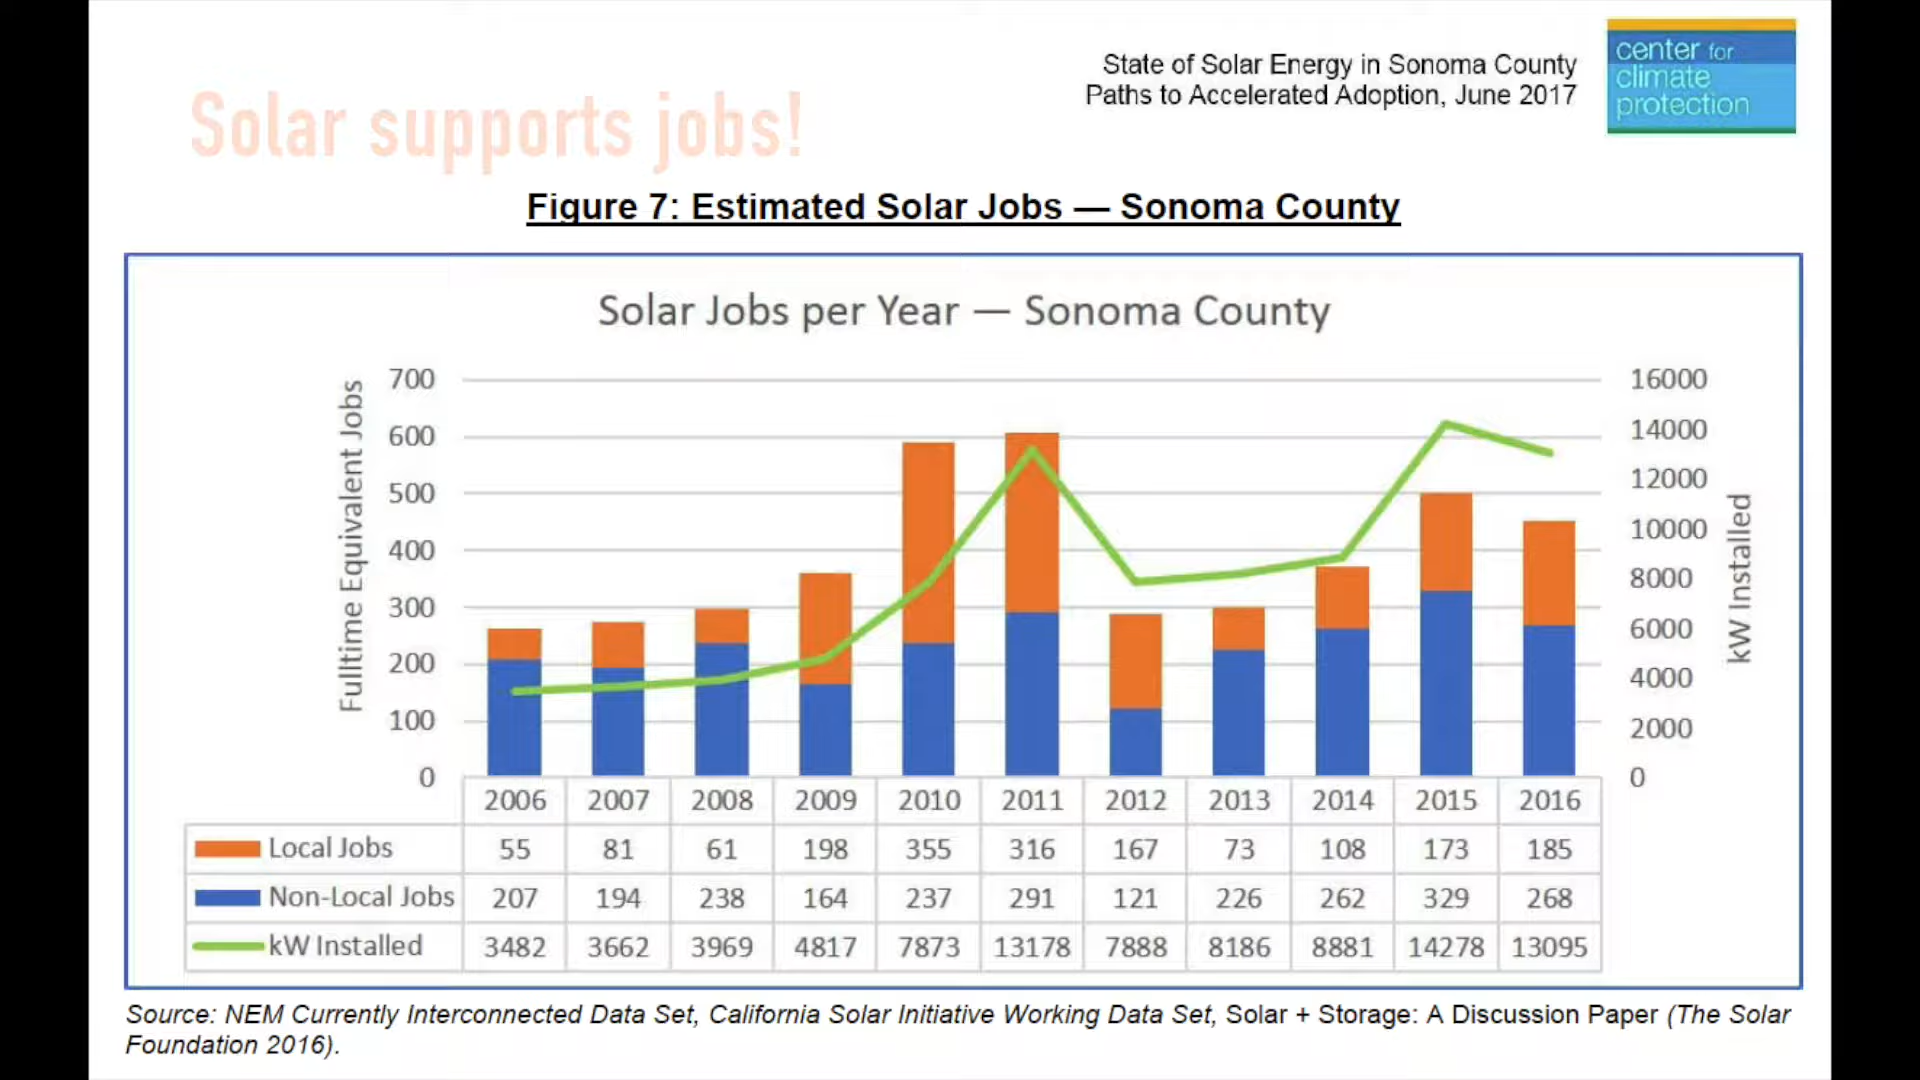 State of Solar Energy in Sonoma County
Paths to Accelerated Adoption, June 2017
center for
climate
protection
Solar supports jobs!
Figure 7: Estimated Solar Jobs — Sonoma County
Solar Jobs per Year — Sonoma County
Fulltime Equivalent Jobs
700
600
500
400
300
200
100
0
16000
14000
12000
10000
8000
6000
4000
2000
0
kW Installed
2006 2007 2008 2009 2010 2011 2012 2013 2014 2015 2016
Local Jobs 55 81 61 198 355 316 167 73 108 173 185
Non-Local Jobs 207 194 238 164 237 291 121 226 262 329 268
kW Installed 3482 3662 3969 4817 7873 13178 7888 8186 8881 14278 13095
Source: NEM Currently Interconnected Data Set, California Solar Initiative Working Data Set, Solar + Storage: A Discussion Paper (The Solar
Foundation 2016).